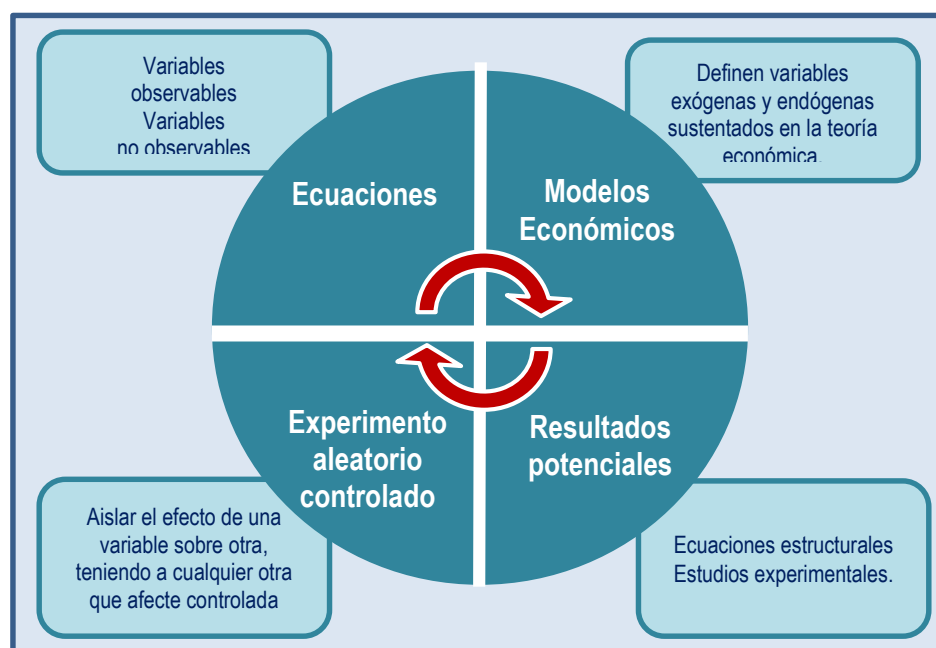 Variables
observables
Variables
no observables
Definen variables
exógenas y endógenas
sustentados en la teoría
económica.
Ecuaciones
Modelos
Económicos
Experimento
aleatorio
controlado
Resultados
potenciales
Aislar el efecto de una
variable sobre otra,
teniendo a cualquier otra
que afecte controlada
Ecuaciones estructurales
Estudios experimentales.